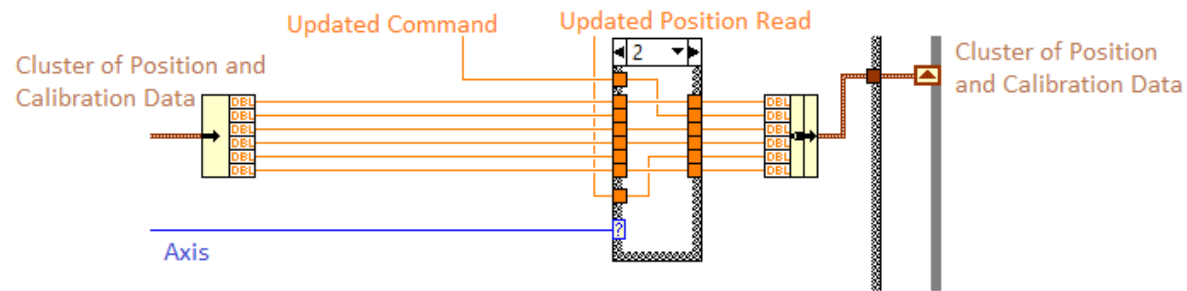 Updated Command
Updated Position Read
Cluster of Position and
Calibration Data
2
Cluster of Position
and Calibration Data
DBL
DBL
DBL
DBL
DBL
DBL
DBL
DBL
DBL
DBL
DBL
DBL
?
Axis